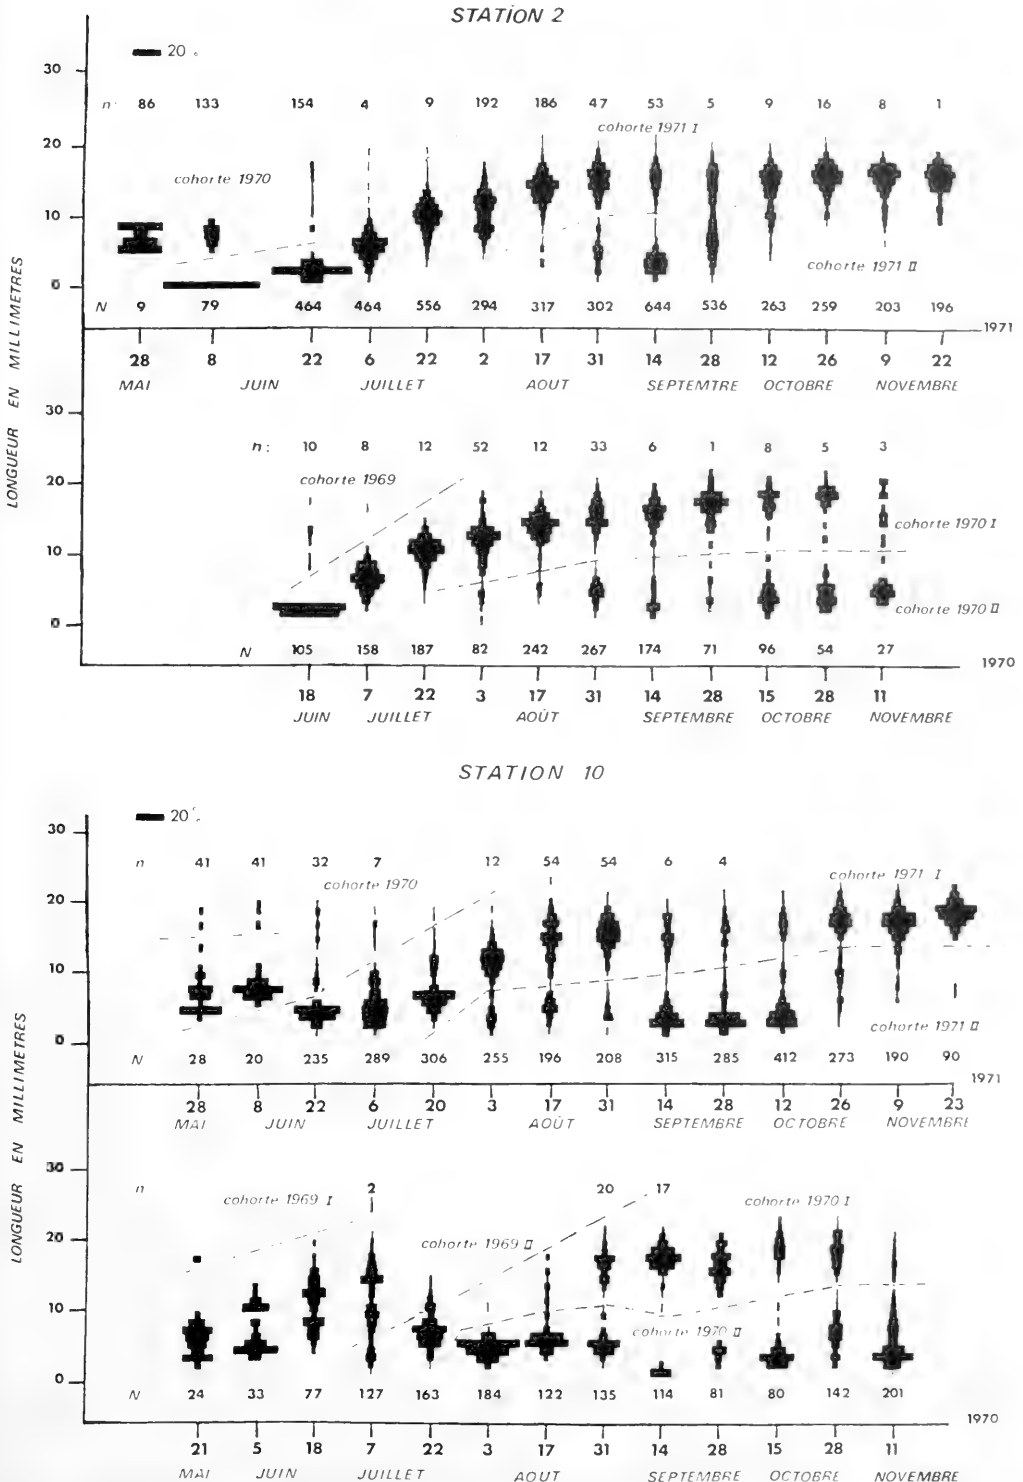 STATION 2
20 %
30
n: 86 133 154 4 9 192 186 47 53 5 9 16 8 1
cohorte 1971 I
20
cohorte 1970
10
cohorte 1971 II
0
N 9 79 464 464 556 294 317 302 644 536 263 259 203 196
1971
28 8 22 6 22 2 17 31 14 28 12 26 9 22
MAI JUIN JUILLET AOUT SEPTEMTRE OCTOBRE NOVEMBRE
LONGUEUR EN MILLIMETRES
30
n: 10 8 12 52 12 33 6 1 8 5 3
cohorte 1969
20
cohorte 1970 I
10
cohorte 1970 II
0
N 105 158 187 82 242 267 174 71 96 54 27
1970
18 7 22 3 17 31 14 28 15 28 11
JUIN JUILLET AOÛT SEPTEMBRE OCTOBRE NOVEMBRE
STATION 10
20 %
30
n 41 41 32 7 12 54 54 6 4
cohorte 1970
cohorte 1971 I
20
10
cohorte 1971 II
0
N 28 20 235 289 306 255 196 208 315 285 412 273 190 90
1971
28 8 22 6 20 3 17 31 14 28 12 26 9 23
MAI JUIN JUILLET AOÛT SEPTEMBRE OCTOBRE NOVEMBRE
LONGUEUR EN MILLIMETRES
30
n 2 20 17
cohorte 1969 I
cohorte 1970 I
20
cohorte 1969 II
10
cohorte 1970 II
0
N 24 33 77 127 163 184 122 135 114 81 80 142 201
1970
21 5 18 7 22 3 17 31 14 28 15 28 11
MAI JUIN JUILLET AOUT SEPTEMBRE OCTOBRE NOVEMBRE